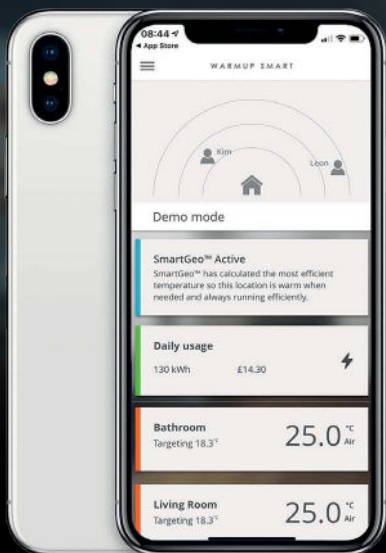 08:44
App Store
WARMUP SMART
Kim
Leon
Demo mode
SmartGeo™ Active
SmartGeo™ has calculated the most efficient
temperature so this location is warm when
needed and always running efficiently.
Daily usage
130 kWh £14.30
Bathroom
Targeting 18.3°
25.0 °C
Air
Living Room
Targeting 18.3°
25.0 °C
Air